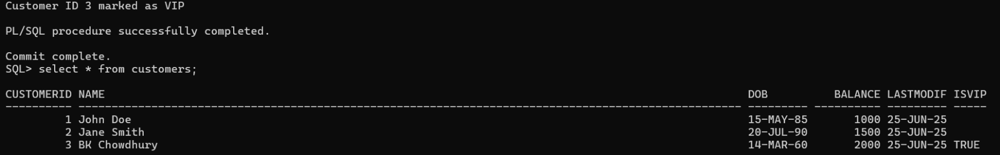 Customer ID 3 marked as VIP
PL/SQL procedure successfully completed.
Commit complete.
SQL> select * from customers;
CUSTOMERID NAME DOB BALANCE LASTMODIF ISVIP
---------- ---------------------------------------------------------------------------------------------------- --------- ---------- --------- -----
1 John Doe 15-MAY-85 1000 25-JUN-25
2 Jane Smith 20-JUL-90 1500 25-JUN-25
3 BK Chowdhury 14-MAR-60 2000 25-JUN-25 TRUE